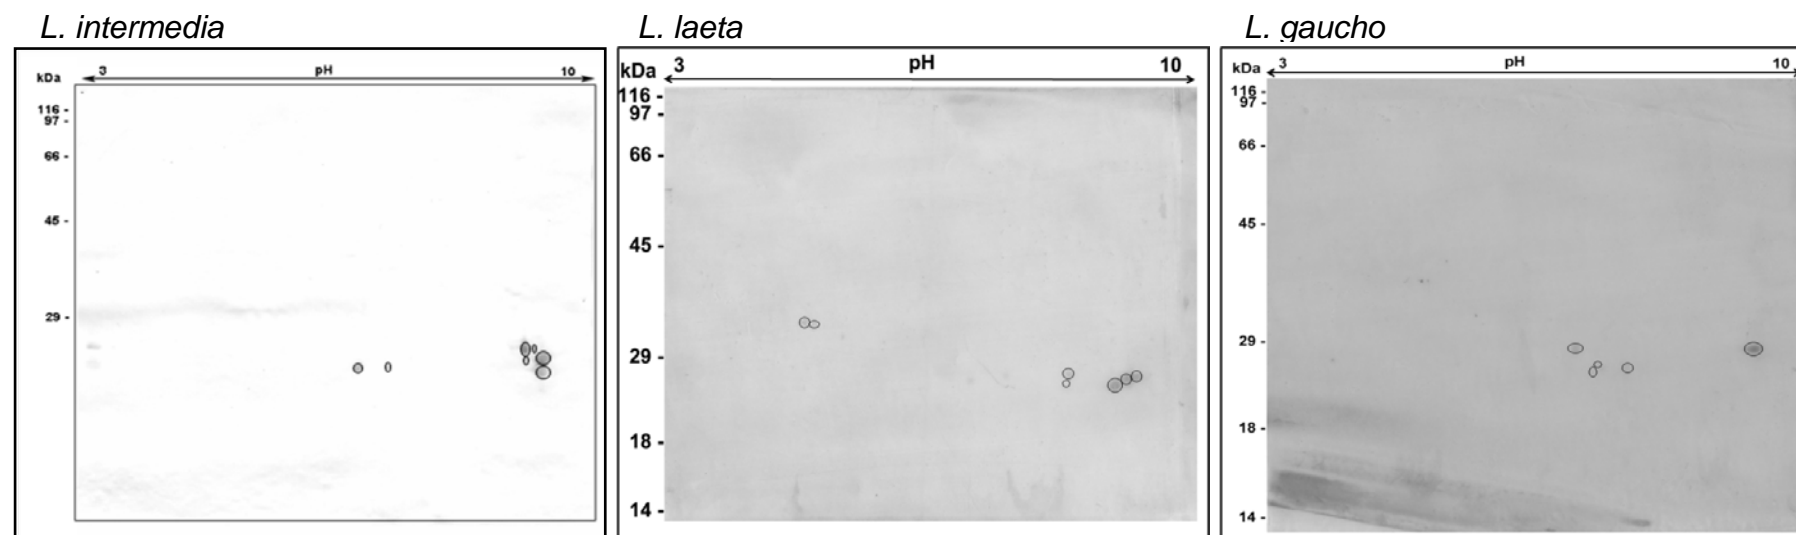 L. intermedia
kDa
3 pH 10
116 -
97 -
66 -
45 -
29 -
L. laeta
kDa
3 pH 10
116 -
97 -
66 -
45 -
29 -
18 -
14 -
L. gaucho
kDa
3 pH 10
116 -
97 -
66 -
45 -
29 -
18 -
14 -